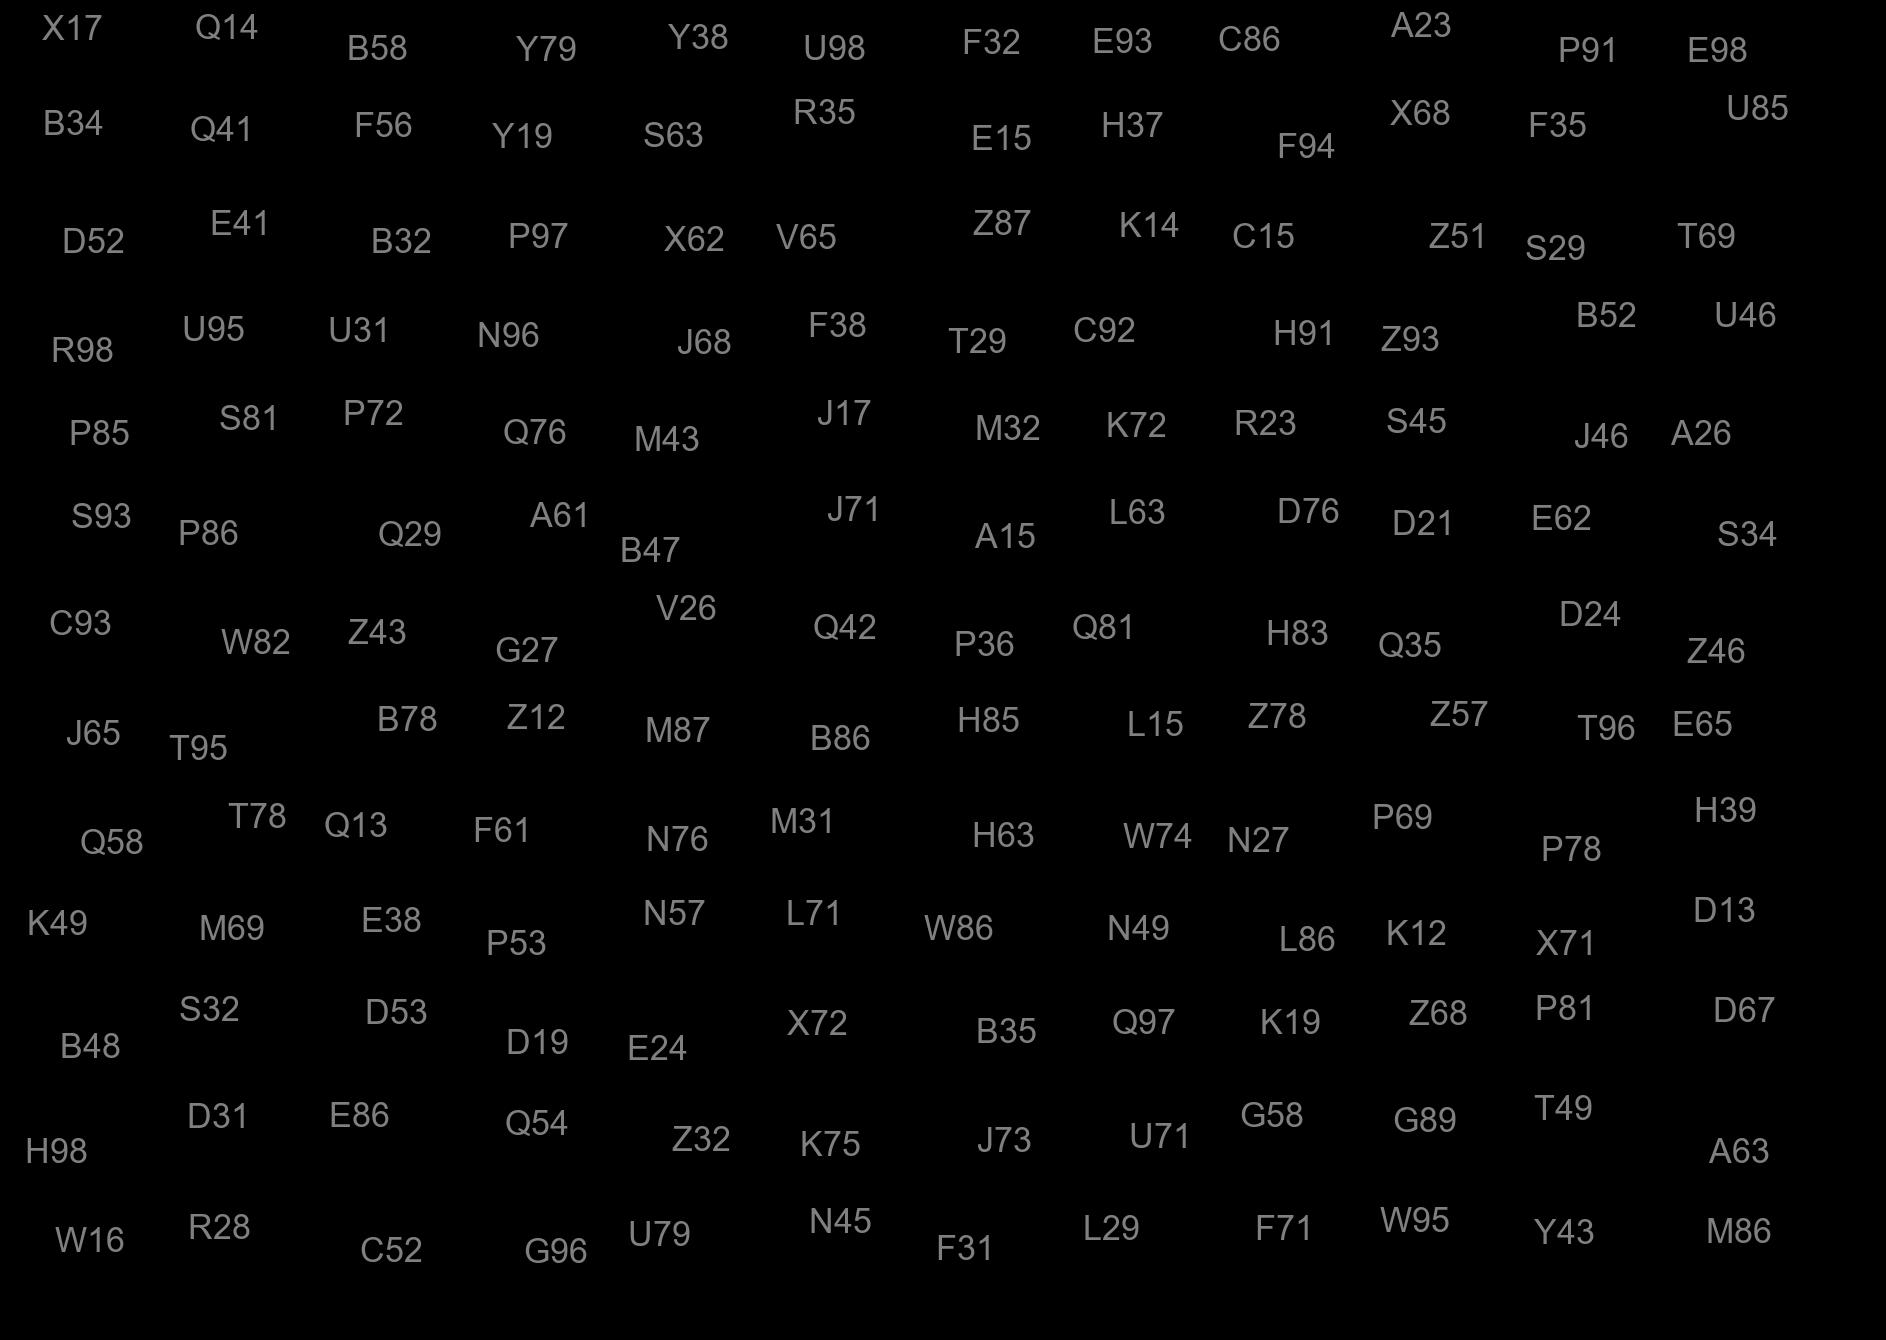 X17 Q14 B58 Y79 Y38 U98 F32 E93 C86 A23 P91 E98
B34 Q41 F56 Y19 S63 R35 E15 H37 F94 X68 F35 U85
D52 E41 B32 P97 X62 V65 Z87 K14 C15 Z51 S29 T69
R98 U95 U31 N96 J68 F38 T29 C92 H91 Z93 B52 U46
P85 S81 P72 Q76 M43 J17 M32 K72 R23 S45 J46 A26
S93 P86 Q29 A61 B47 J71 A15 L63 D76 D21 E62 S34
C93 W82 Z43 G27 V26 Q42 P36 Q81 H83 Q35 D24 Z46
J65 T95 B78 Z12 M87 B86 H85 L15 Z78 Z57 T96 E65
Q58 T78 Q13 F61 N76 M31 H63 W74 N27 P69 P78 H39
K49 M69 E38 P53 N57 L71 W86 N49 L86 K12 X71 D13
B48 S32 D53 D19 E24 X72 B35 Q97 K19 Z68 P81 D67
H98 D31 E86 Q54 Z32 K75 J73 U71 G58 G89 T49 A63
W16 R28 C52 G96 U79 N45 F31 L29 F71 W95 Y43 M86